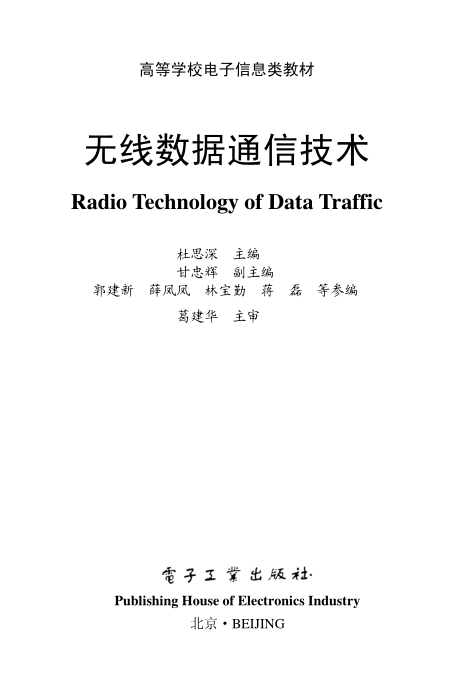 高等学校电子信息类教材
无线数据通信技术
Radio Technology of Data Traffic
杜思深 主编
甘忠辉 副主编
郭建新 薛凤凤 林宝勤 蒋 磊 等参编
葛建华 主审
電子工業出版社·
Publishing House of Electronics Industry
北京·BEIJING